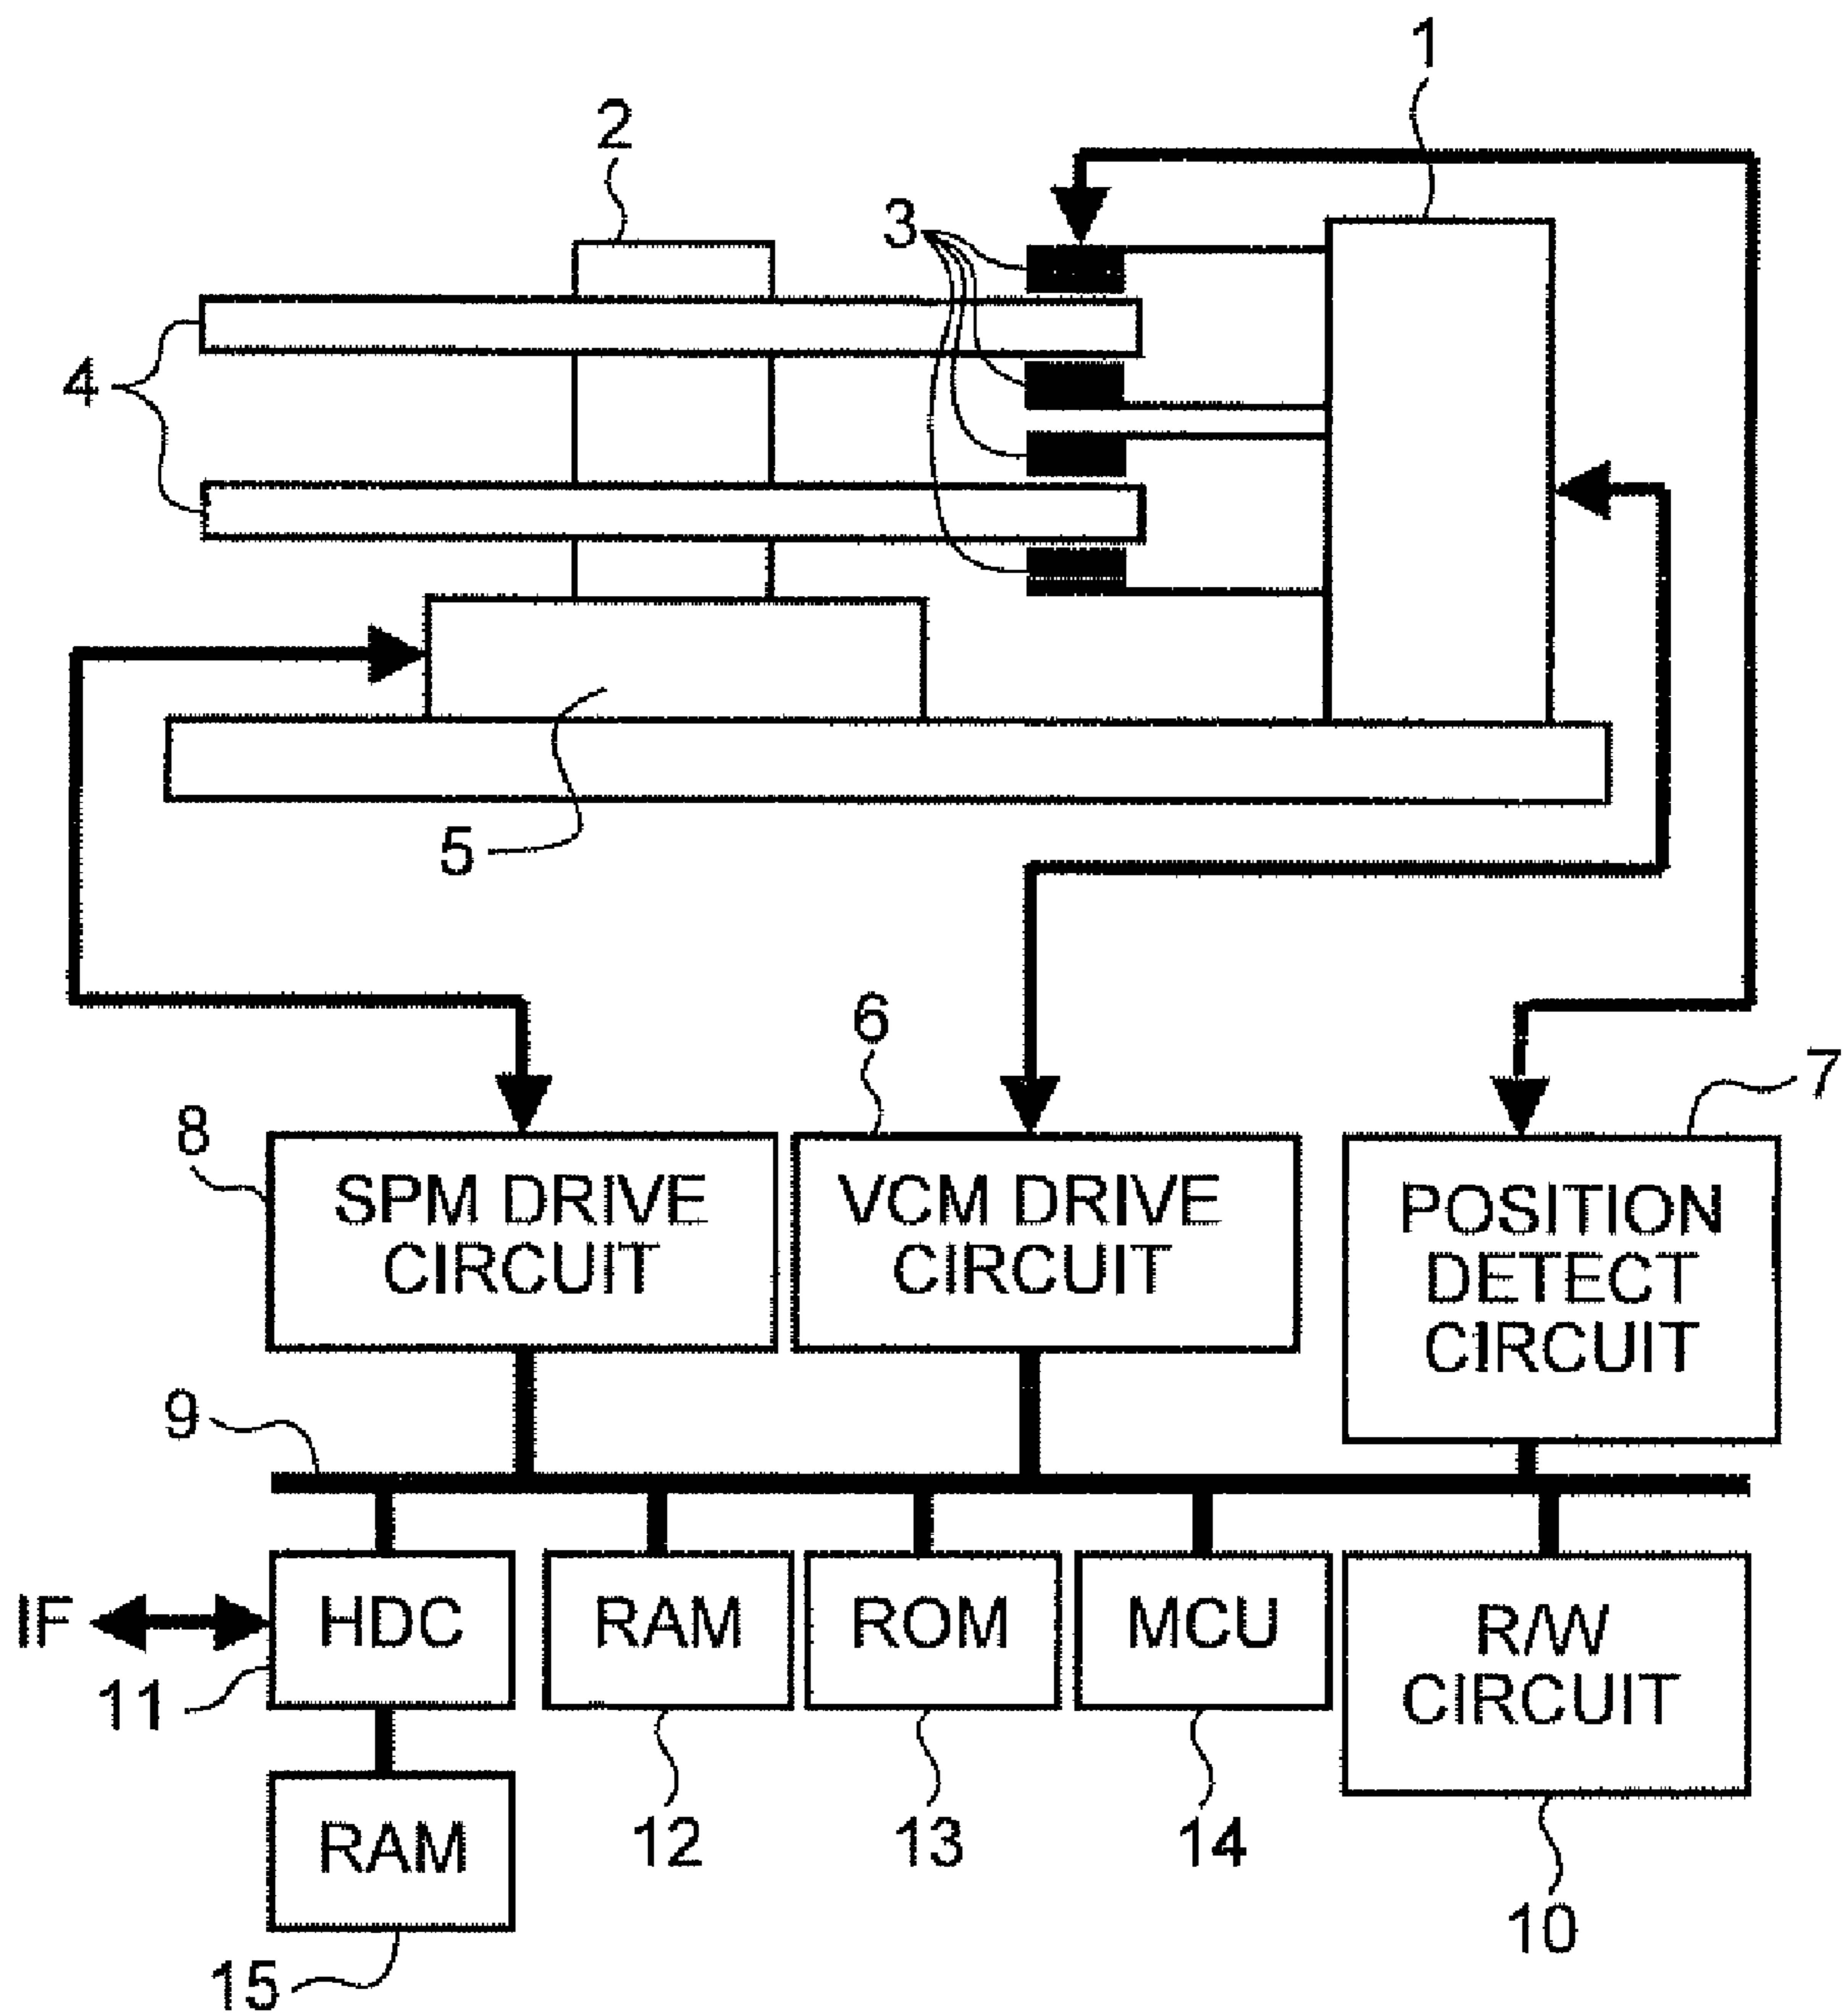 1
2
3
4
5
6
7
8
SPM DRIVE
CIRCUIT
VCM DRIVE
CIRCUIT
POSITION
DETECT
CIRCUIT
9
IF
HDC
RAM
ROM
MCU
R/W
CIRCUIT
11
12
13
14
10
RAM
15